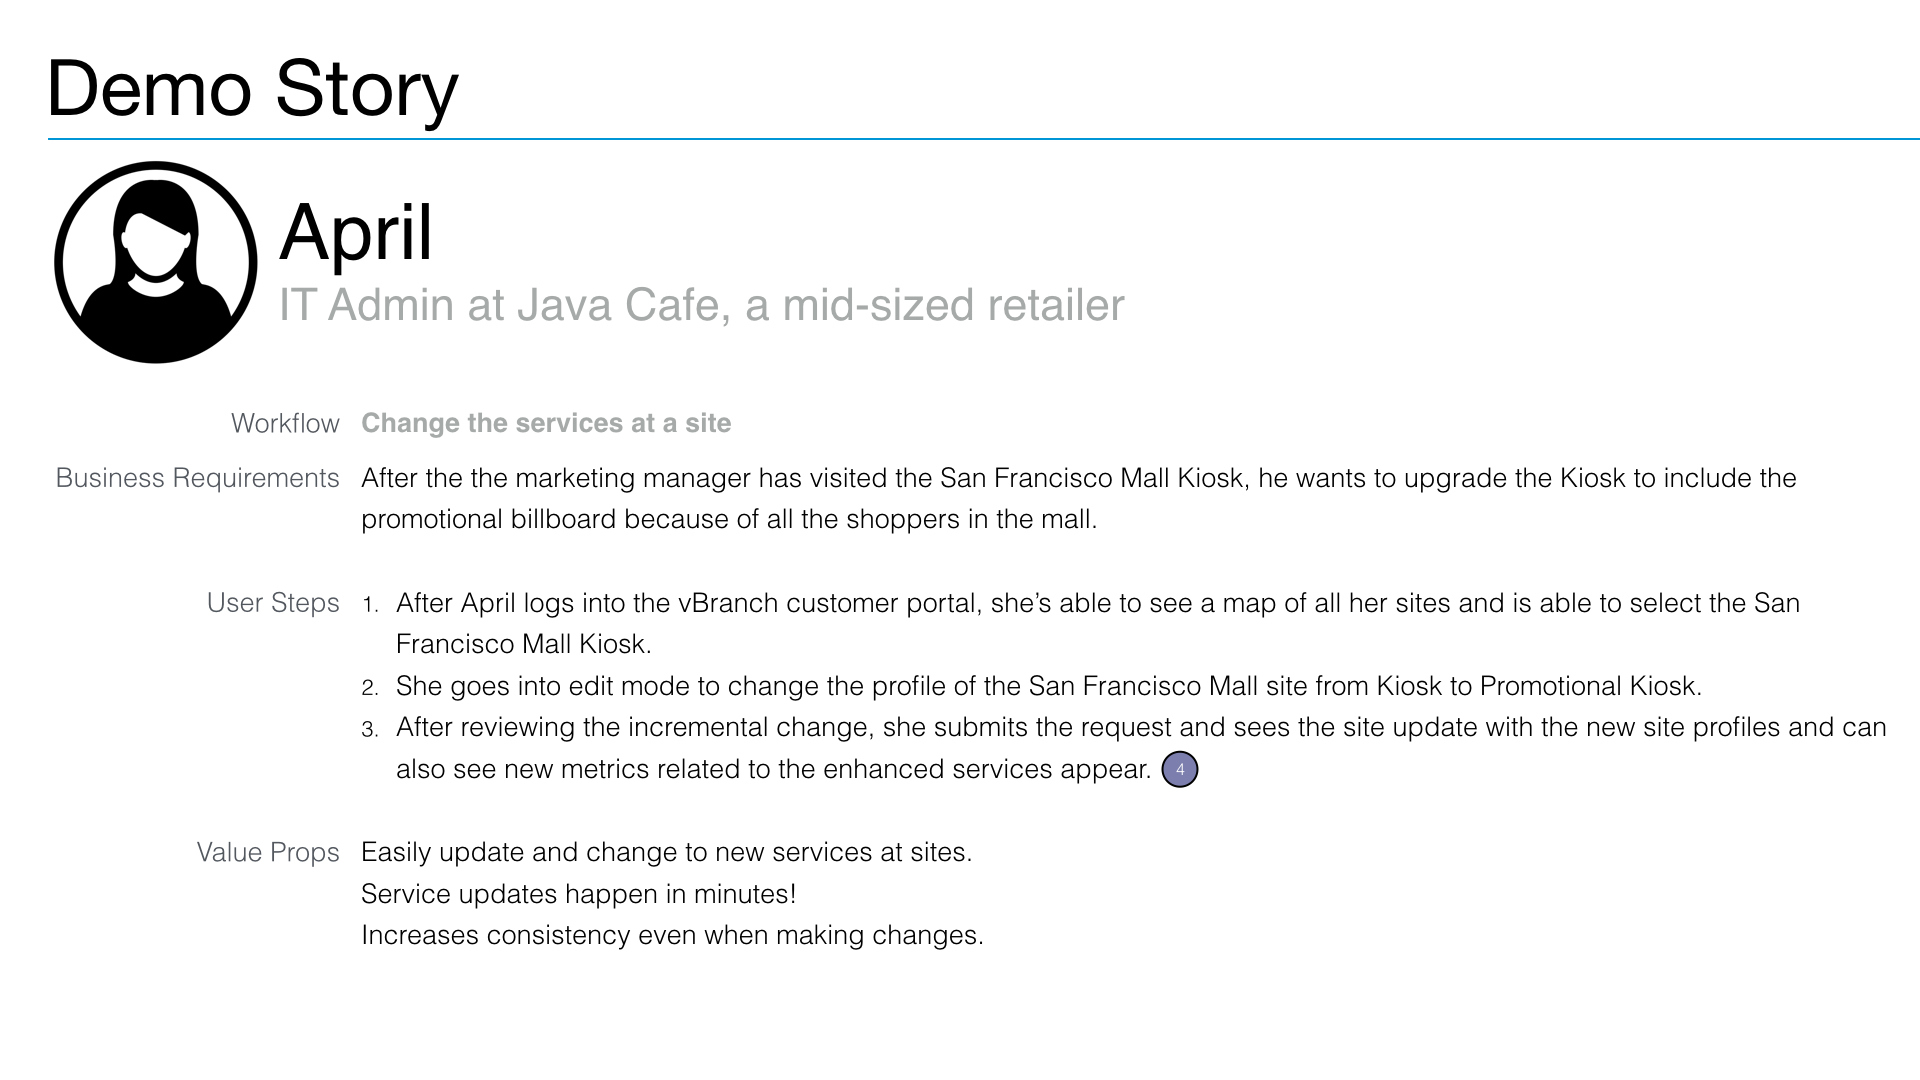 Demo Story
April
IT Admin at Java Cafe, a mid-sized retailer
Workflow Change the services at a site
Business Requirements After the the marketing manager has visited the San Francisco Mall Kiosk, he wants to upgrade the Kiosk to include the
promotional billboard because of all the shoppers in the mall.
User Steps 1. After April logs into the vBranch customer portal, she’s able to see a map of all her sites and is able to select the San
Francisco Mall Kiosk.
2. She goes into edit mode to change the profile of the San Francisco Mall site from Kiosk to Promotional Kiosk.
3. After reviewing the incremental change, she submits the request and sees the site update with the new site profiles and can
also see new metrics related to the enhanced services appear. 4
Value Props Easily update and change to new services at sites.
Service updates happen in minutes!
Increases consistency even when making changes.